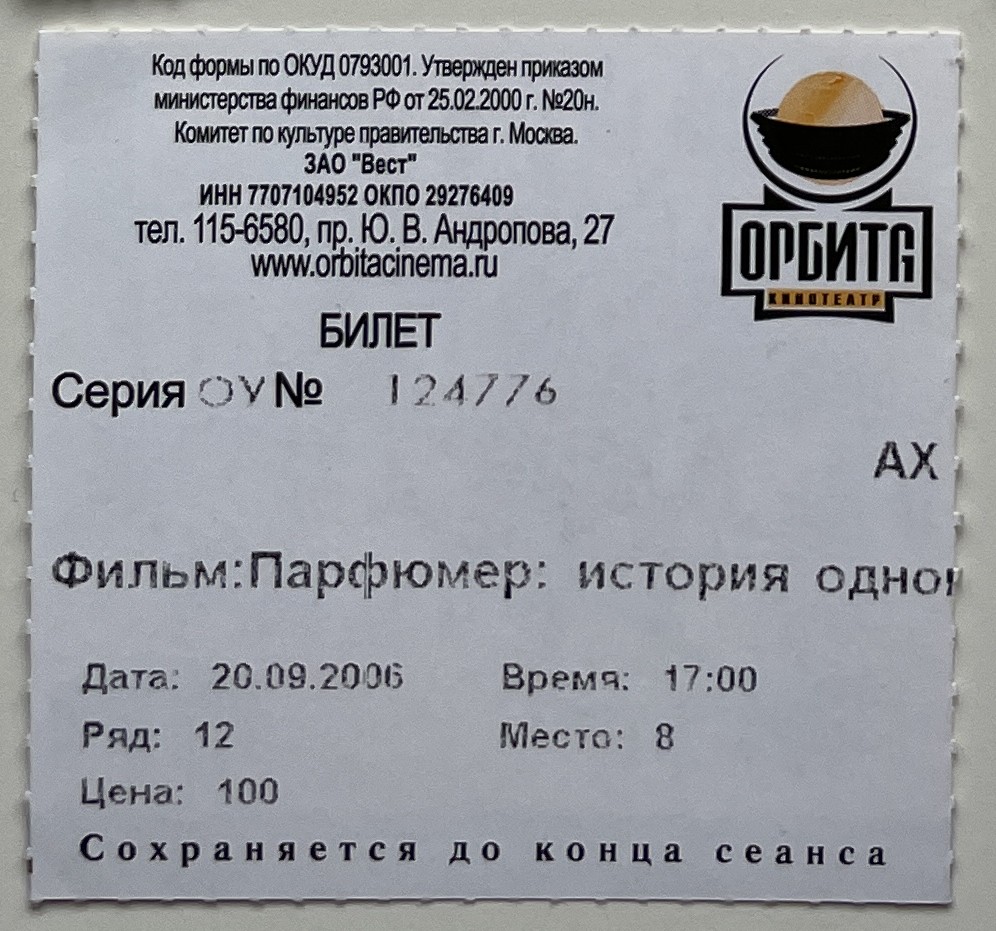 Код формы по ОКУД 0793001. Утвержден приказом
министерства финансов РФ от 25.02.2000 г. №20н.
Комитет по культуре правительства г. Москва.
ЗАО "Вест"
ИНН 7707104952 ОКПО 29276409
тел. 115-6580, пр. Ю. В. Андропова, 27
www.orbitacinema.ru
ОРБИТА
КИНОТЕАТР
БИЛЕТ
Серия ОУ № 124776
АХ
Фильм:Парфюмер: история одног
Дата: 20.09.2006 Время: 17:00
Ряд: 12 Место: 8
Цена: 100
Сохраняется до конца сеанса